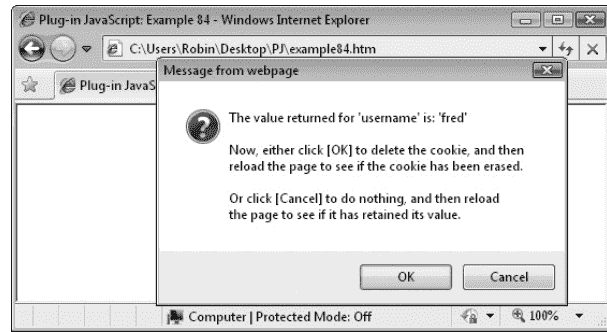 Plug-in JavaScript: Example 84 - Windows Internet Explorer
C:\Users\Robin\Desktop\PJ\example84.htm
Plug-in JavaS
Message from webpage
The value returned for 'username' is: 'fred'
Now, either click [OK] to delete the cookie, and then
reload the page to see if the cookie has been erased.
Or click [Cancel] to do nothing, and then reload
the page to see if it has retained its value.
OK
Cancel
Computer | Protected Mode: Off
100%